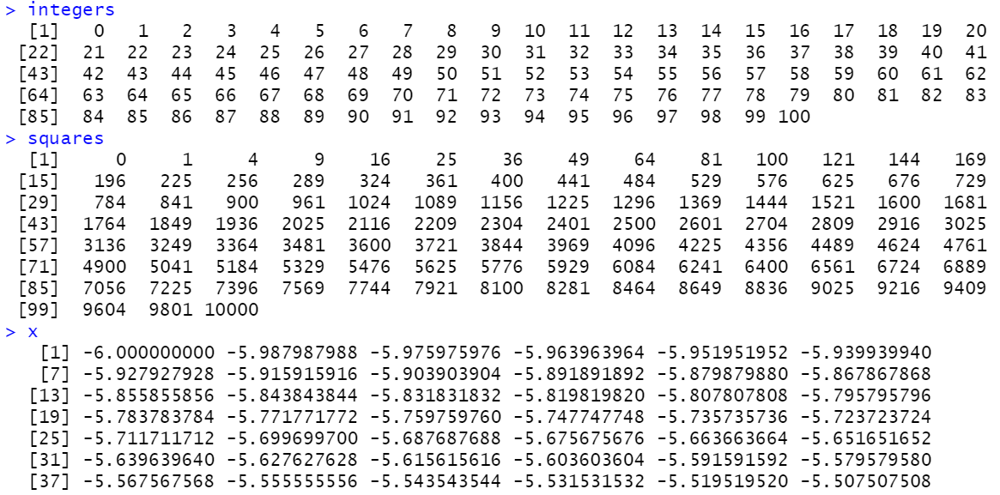 > integers
[1] 0 1 2 3 4 5 6 7 8 9 10 11 12 13 14 15 16 17 18 19 20
[22] 21 22 23 24 25 26 27 28 29 30 31 32 33 34 35 36 37 38 39 40 41
[43] 42 43 44 45 46 47 48 49 50 51 52 53 54 55 56 57 58 59 60 61 62
[64] 63 64 65 66 67 68 69 70 71 72 73 74 75 76 77 78 79 80 81 82 83
[85] 84 85 86 87 88 89 90 91 92 93 94 95 96 97 98 99 100
> squares
[1] 0 1 4 9 16 25 36 49 64 81 100 121 144 169
[15] 196 225 256 289 324 361 400 441 484 529 576 625 676 729
[29] 784 841 900 961 1024 1089 1156 1225 1296 1369 1444 1521 1600 1681
[43] 1764 1849 1936 2025 2116 2209 2304 2401 2500 2601 2704 2809 2916 3025
[57] 3136 3249 3364 3481 3600 3721 3844 3969 4096 4225 4356 4489 4624 4761
[71] 4900 5041 5184 5329 5476 5625 5776 5929 6084 6241 6400 6561 6724 6889
[85] 7056 7225 7396 7569 7744 7921 8100 8281 8464 8649 8836 9025 9216 9409
[99] 9604 9801 10000
> x
[1] -6.000000000 -5.987987988 -5.975975976 -5.963963964 -5.951951952 -5.939939940
[7] -5.927927928 -5.915915916 -5.903903904 -5.891891892 -5.879879880 -5.867867868
[13] -5.855855856 -5.843843844 -5.831831832 -5.819819820 -5.807807808 -5.795795796
[19] -5.783783784 -5.771771772 -5.759759760 -5.747747748 -5.735735736 -5.723723724
[25] -5.711711712 -5.699699700 -5.687687688 -5.675675676 -5.663663664 -5.651651652
[31] -5.639639640 -5.627627628 -5.615615616 -5.603603604 -5.591591592 -5.579579580
[37] -5.567567568 -5.555555556 -5.543543544 -5.531531532 -5.519519520 -5.507507508